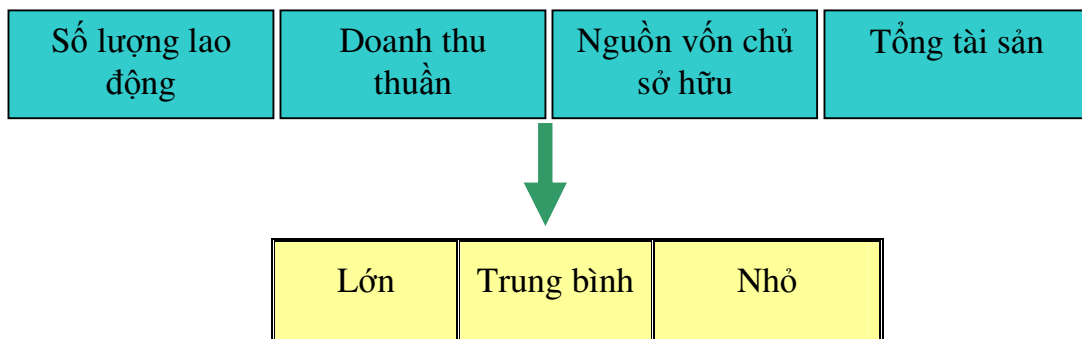 Số lượng lao
động
Doanh thu
thuần
Nguồn vốn chủ
sở hữu
Tổng tài sản
Lớn
Trung bình
Nhỏ